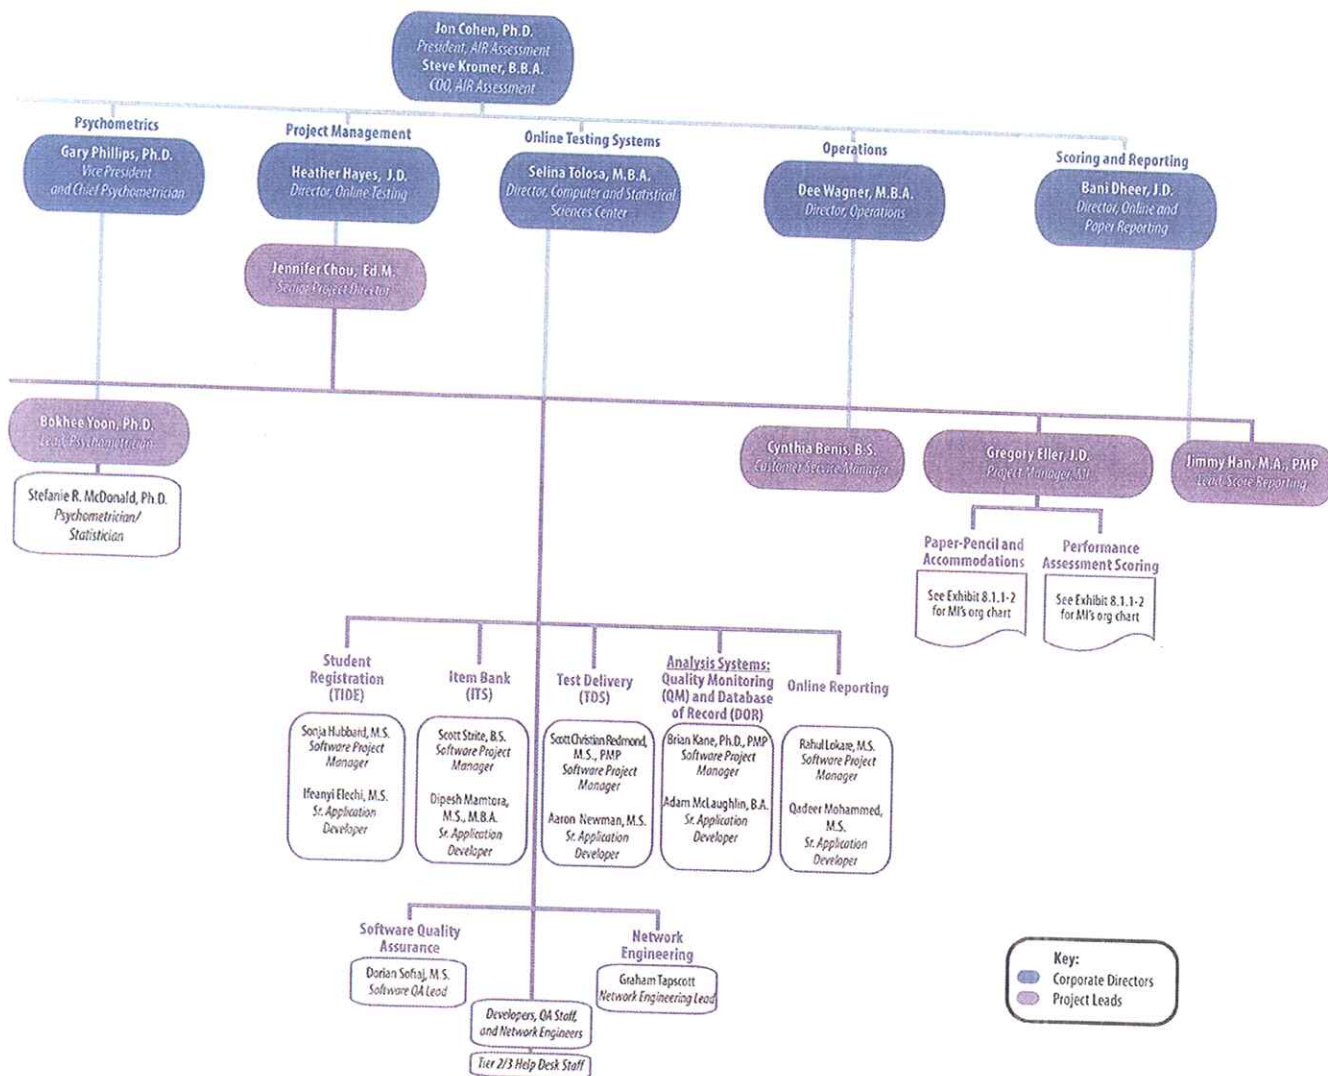 Jon Cohen, Ph.D.
President, AIR Assessment
Steve Kromer, B.B.A.
COO, AIR Assessment
Psychometrics
Gary Phillips, Ph.D.
Vice President
and Chief Psychometrician
Project Management
Heather Hayes, J.D.
Director, Online Testing
Online Testing Systems
Selina Tolosa, M.B.A.
Director, Computer and Statistical
Sciences Center
Operations
Dee Wagner, M.B.A.
Director, Operations
Scoring and Reporting
Bani Dheer, J.D.
Director, Online and
Paper Reporting
Jennifer Chou, Ed.M.
Senior Project Director
Bokhee Yoon, Ph.D.
Lead Psychometrician
Stefanie R. McDonald, Ph.D.
Psychometrician/
Statistician
Cynthia Benis, B.S.
Customer Service Manager
Gregory Eller, J.D.
Project Manager, MI
Jimmy Han, M.A., PMP
Lead, Score Reporting
Paper-Pencil and
Accommodations
See Exhibit 8.1.1-2
for MI's org chart
Performance
Assessment Scoring
See Exhibit 8.1.1-2
for MI's org chart
Student
Registration
(TIDE)
Sonja Hubbard, M.S.
Software Project
Manager
Ifeanyi Elechi, M.S.
Sr. Application
Developer
Item Bank
(ITS)
Scott Strite, B.S.
Software Project
Manager
Dipesh Mamtora,
M.S., M.B.A.
Sr. Application
Developer
Test Delivery
(TDS)
Scott Christian Redmond,
M.S., PMP
Software Project
Manager
Aaron Newman, M.S.
Sr. Application
Developer
Analysis Systems:
Quality Monitoring
(QM) and Database
of Record (DOR)
Brian Kane, Ph.D., PMP
Software Project
Manager
Adam McLaughlin, B.A.
Sr. Application
Developer
Online Reporting
Rahul Lokare, M.S.
Software Project
Manager
Qadeer Mohammed,
M.S.
Sr. Application
Developer
Software Quality
Assurance
Dorian Sofiaj, M.S.
Software QA Lead
Network
Engineering
Graham Tapscott
Network Engineering Lead
Developers, QA Staff,
and Network Engineers
Tier 2/3 Help Desk Staff
Key:
Corporate Directors
Project Leads